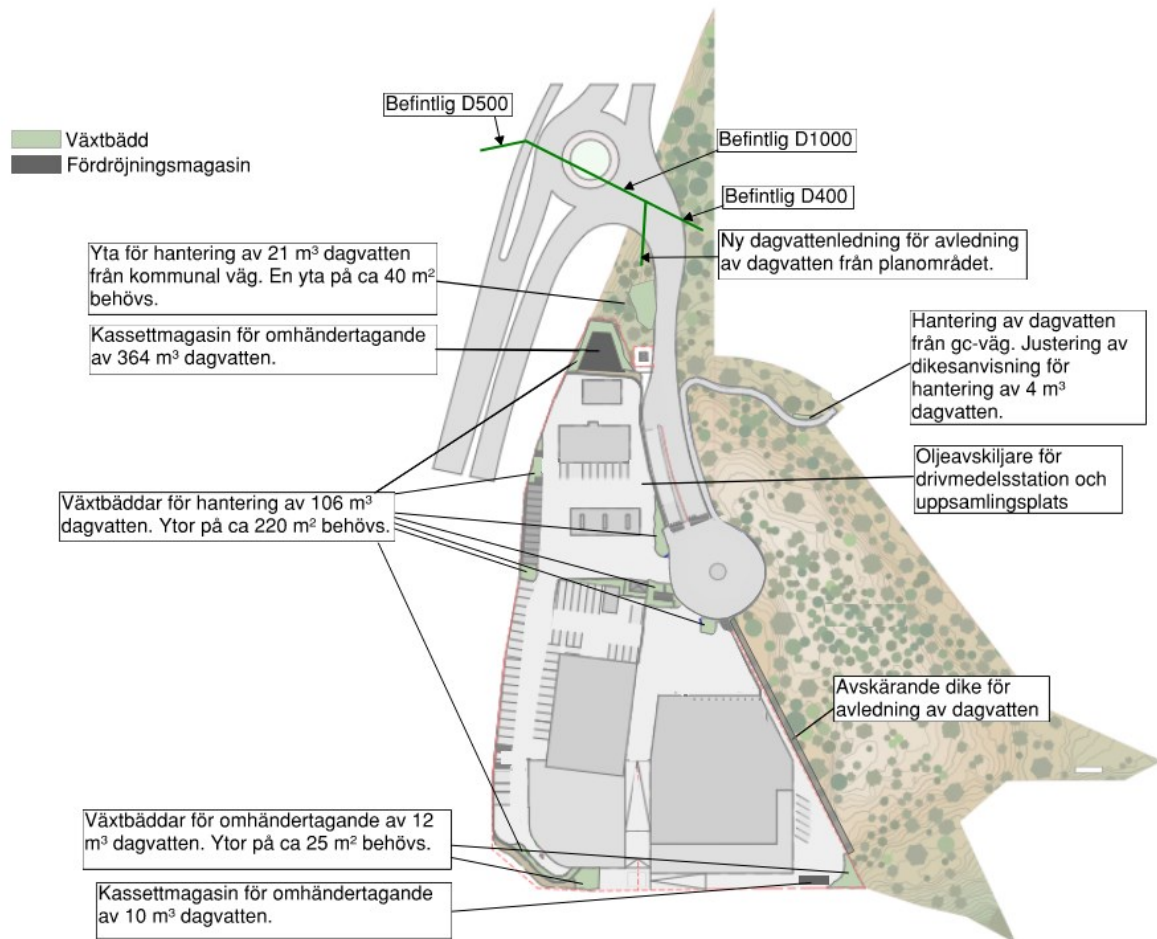 Befintlig D500
Växtbädd
Fördröjningsmagasin
Befintlig D1000
Befintlig D400
Ny dagvattenledning för avledning
av dagvatten från planområdet.
Yta för hantering av 21 m³ dagvatten
från kommunal väg. En yta på ca 40 m²
behövs.
Kassettmagasin för omhändertagande
av 364 m³ dagvatten.
Hantering av dagvatten
från gc-väg. Justering av
dikesanvisning för
hantering av 4 m³
dagvatten.
Oljeavskiljare för
drivmedelsstation och
uppsamlingsplats
Växtbäddar för hantering av 106 m³
dagvatten. Ytor på ca 220 m² behövs.
Avskärande dike för
avledning av dagvatten
Växtbäddar för omhändertagande av 12
m³ dagvatten. Ytor på ca 25 m² behövs.
Kassettmagasin för omhändertagande
av 10 m³ dagvatten.